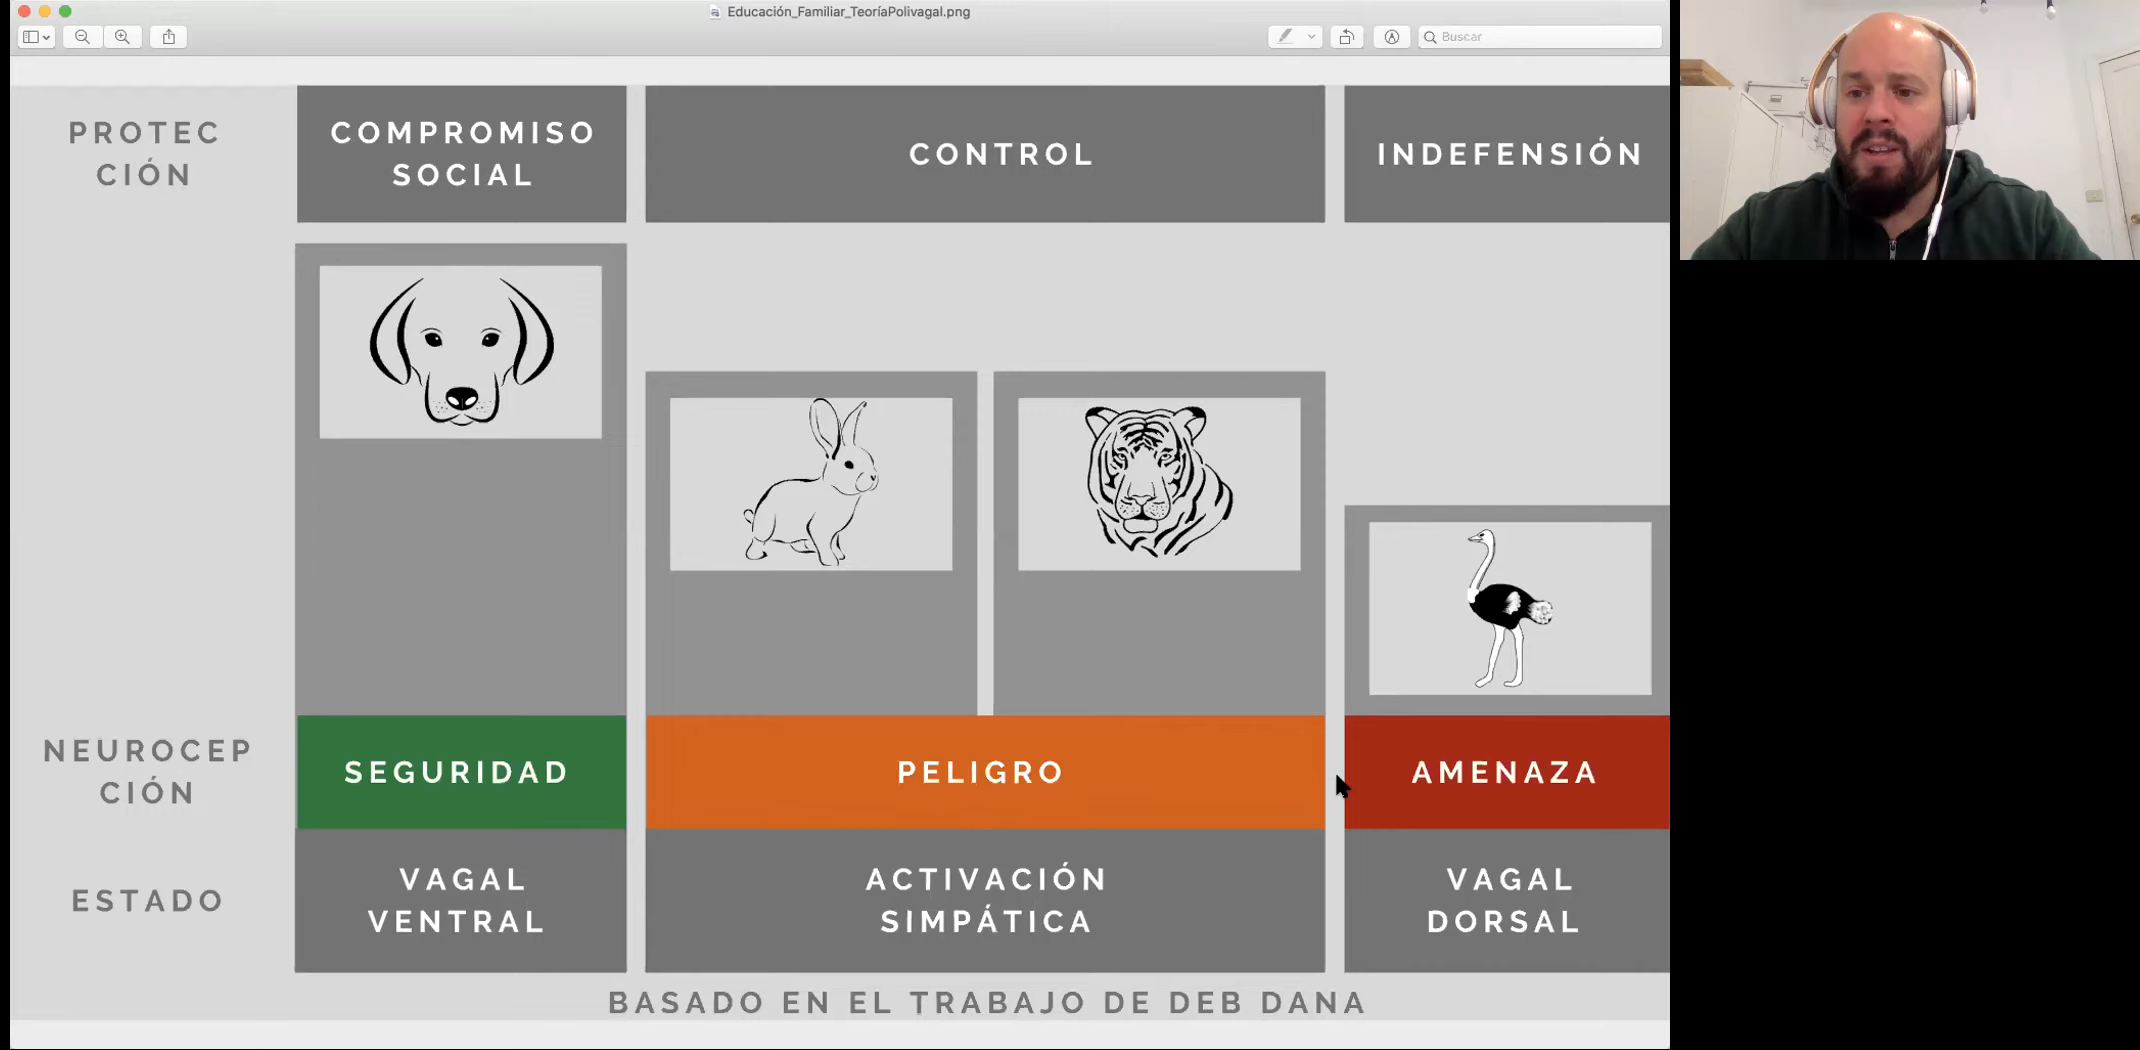 Educación_Familiar_TeoríaPolivagal.png
Buscar
PROTEC
CIÓN
COMPROMISO
SOCIAL
CONTROL
INDEFENSIÓN
NEUROCEP
CIÓN
SEGURIDAD
PELIGRO
AMENAZA
ESTADO
VAGAL
VENTRAL
ACTIVACIÓN
SIMPÁTICA
VAGAL
DORSAL
BASADO EN EL TRABAJO DE DEB DANA